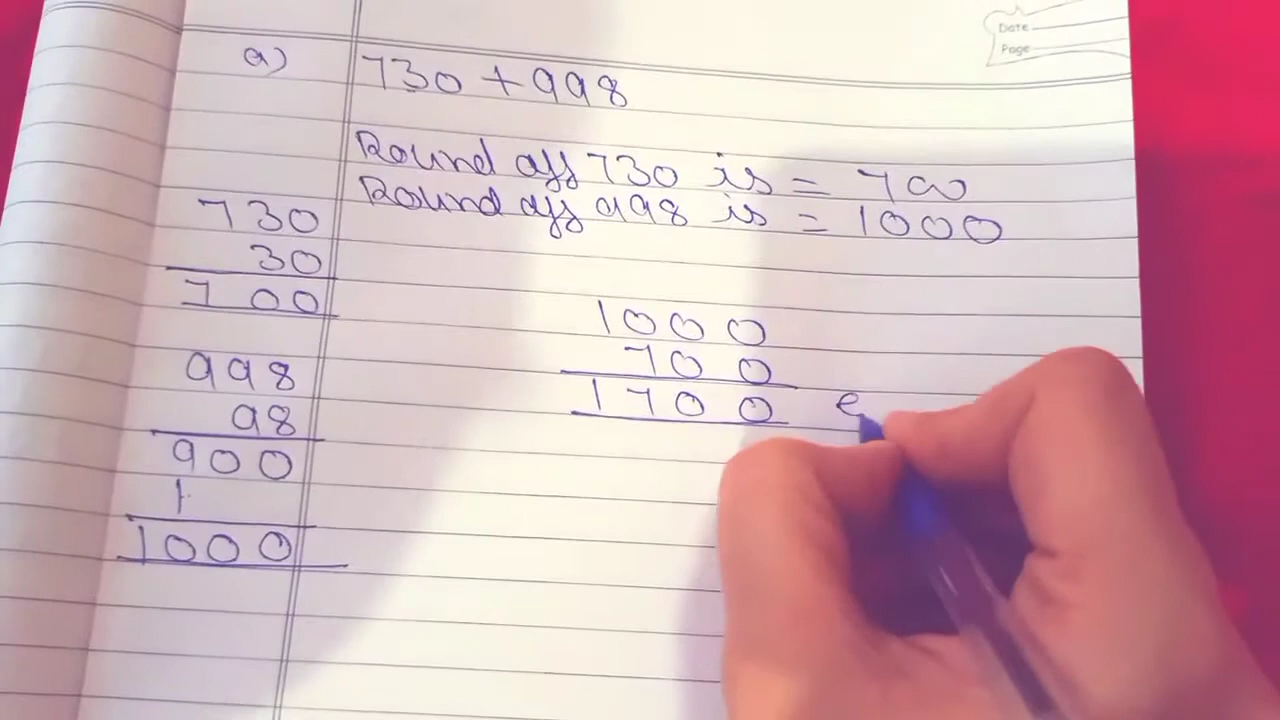 Date
Page
a) 730 + 998
Round off 730 is = 700
Round off 998 is = 1000
730
30
700
998
98
900
1
1000
1000
700
1700 e